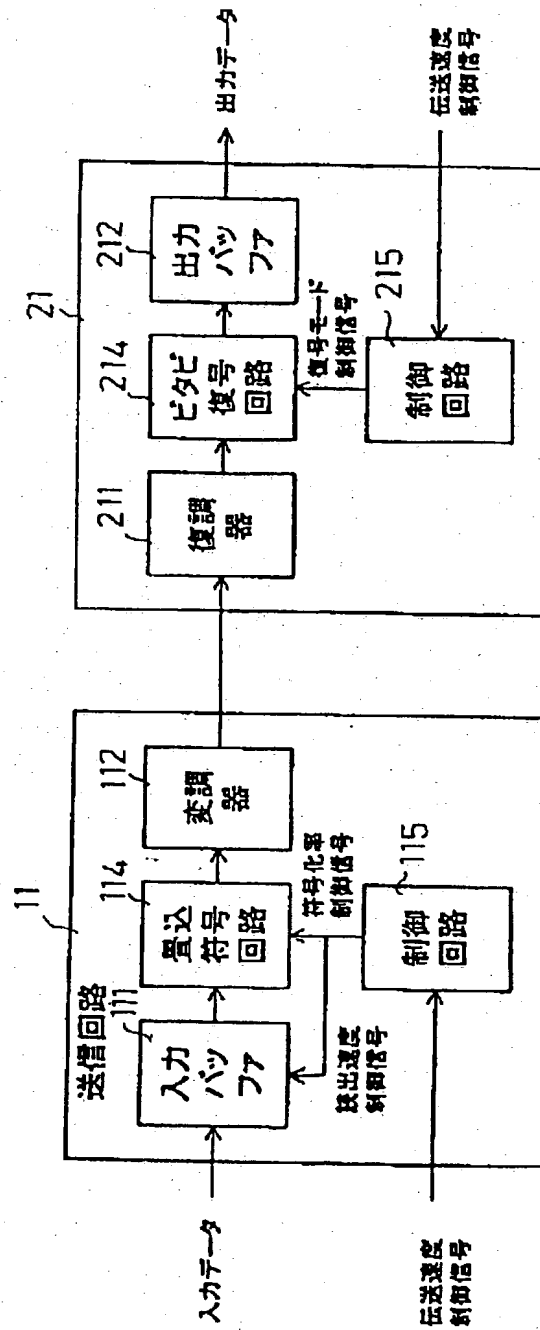 11
送信回路
入力データ
111
入力
バッ
ファ
114
畳込
符号
回路
112
変調
器
読出速度
制御信号
符号化率
制御信号
115
制御
回路
伝送速度
制御信号
21
211
復調
器
214
ビタビ
復号
回路
212
出力
バッ
ファ
出力データ
復号モード
制御信号
215
制御
回路
伝送速度
制御信号